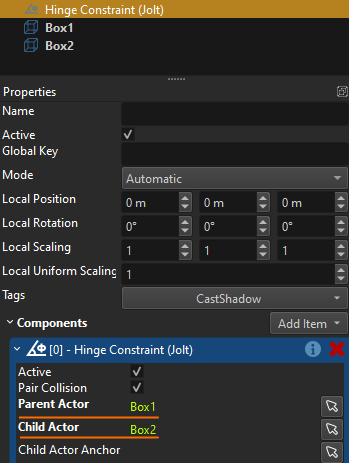 Hinge Constraint (Jolt)
Box1
Box2
Properties
Name
Active
Global Key
Mode Automatic
Local Position 0 m 0 m 0 m
Local Rotation 0° 0° 0°
Local Scaling 1 1 1
Local Uniform Scaling 1
Tags CastShadow
Components Add Item
[0] - Hinge Constraint (Jolt)
Active
Pair Collision
Parent Actor Box1
Child Actor Box2
Child Actor Anchor